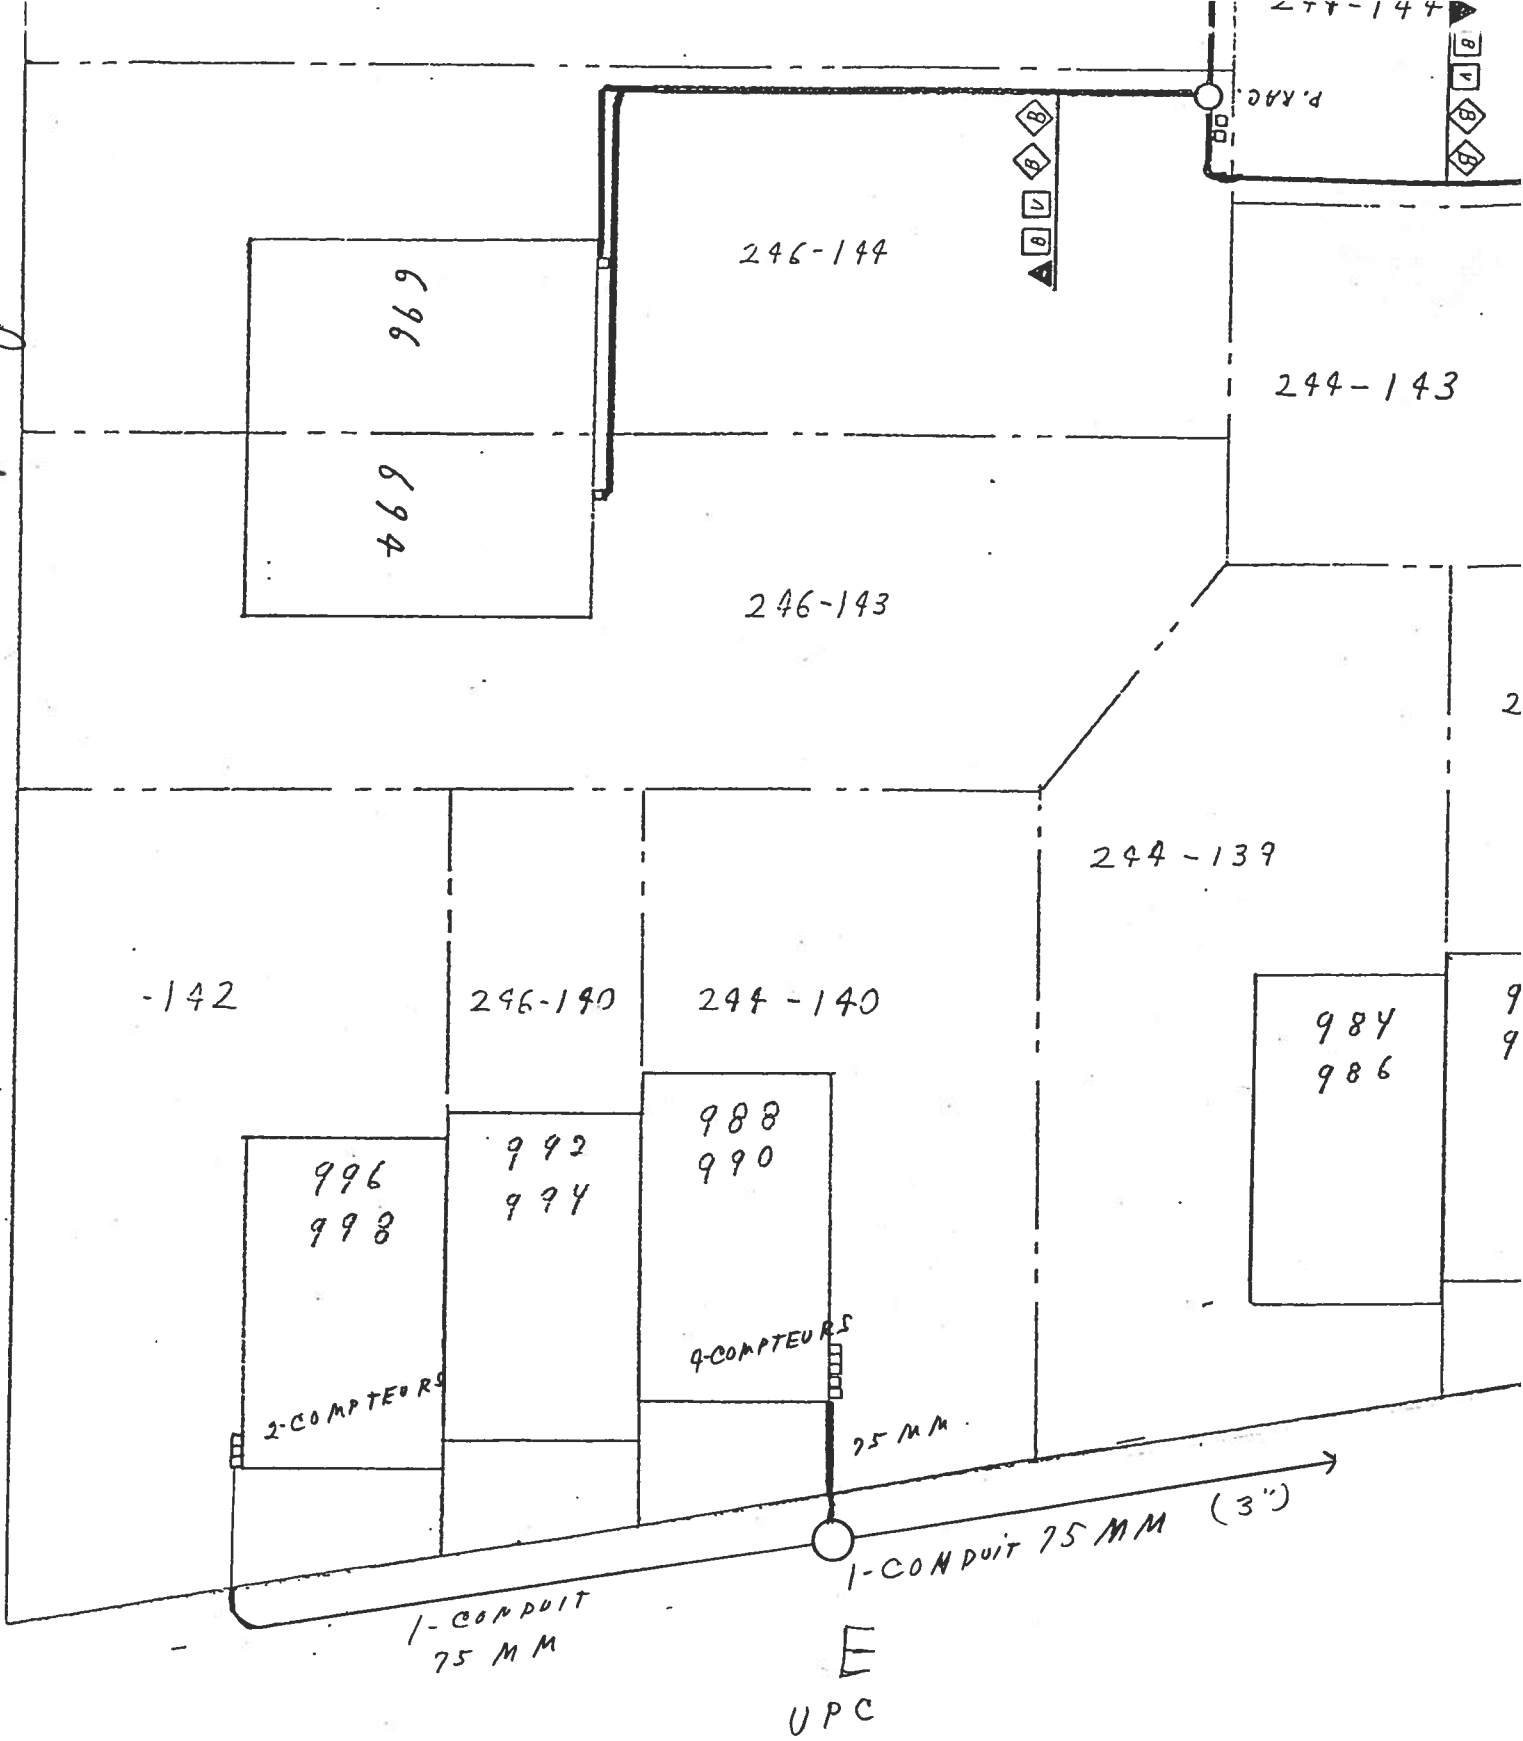 244-144
B
V
B
B
P. RAC.
B
B
V
B
246-144
696
244-143
694
246-143
244-139
-142
246-140
244-140
984
986
988
990
992
994
996
998
4-COMPTEURS
2-COMPTEURS
75 MM
1-CONDUIT 75 MM (3")
1-CONDUIT
75 MM
E
UPC